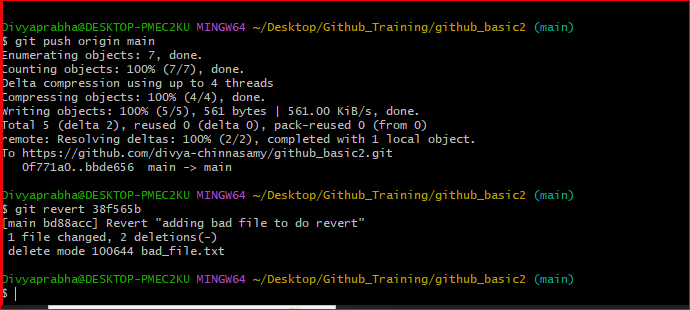 Divyaprabha@DESKTOP-PMEC2KU MINGW64 ~/Desktop/Github_Training/github_basic2 (main)
$ git push origin main
Enumerating objects: 7, done.
Counting objects: 100% (7/7), done.
Delta compression using up to 4 threads
Compressing objects: 100% (4/4), done.
Writing objects: 100% (5/5), 561 bytes | 561.00 KiB/s, done.
Total 5 (delta 2), reused 0 (delta 0), pack-reused 0 (from 0)
remote: Resolving deltas: 100% (2/2), completed with 1 local object.
To https://github.com/divya-chinnasamy/github_basic2.git
   0f771a0..bbde656  main -> main

Divyaprabha@DESKTOP-PMEC2KU MINGW64 ~/Desktop/Github_Training/github_basic2 (main)
$ git revert 38f565b
[main bd88acc] Revert "adding bad file to do revert"
 1 file changed, 2 deletions(-)
 delete mode 100644 bad_file.txt

Divyaprabha@DESKTOP-PMEC2KU MINGW64 ~/Desktop/Github_Training/github_basic2 (main)
$